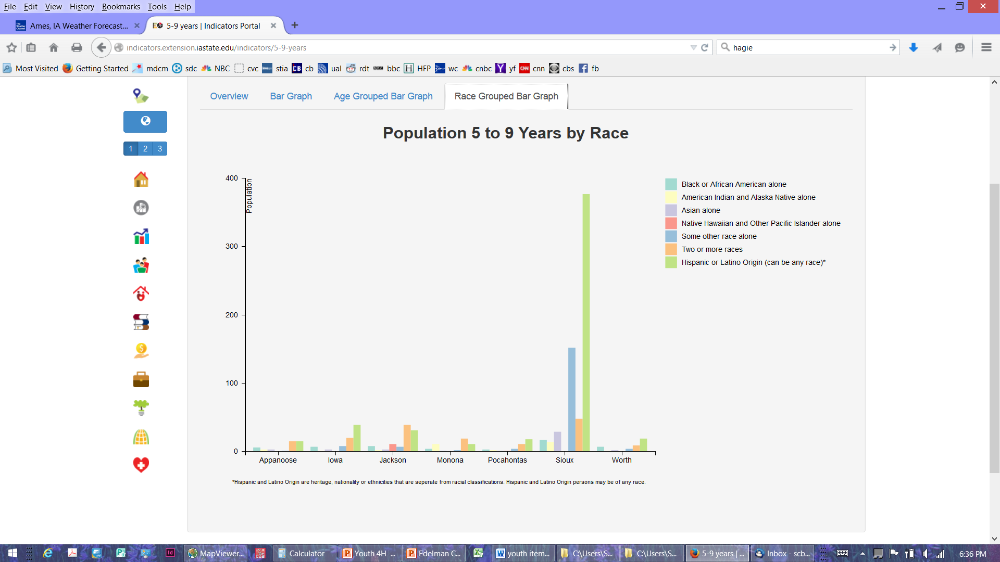 File Edit View History Bookmarks Tools Help
Ames, IA Weather Forecast...
5-9 years | Indicators Portal
indicators.extension.iastate.edu/indicators/5-9-years
hagie
Most Visited Getting Started mdcm sdc NBC cvc stia cb ual rdt bbc HFP wc cnbc yf cnn cbs fb
Overview Bar Graph Age Grouped Bar Graph Race Grouped Bar Graph
1 2 3
Population 5 to 9 Years by Race
Population
400
300
200
100
0
Appanoose Iowa Jackson Monona Pocahontas Sioux Worth
Black or African American alone
American Indian and Alaska Native alone
Asian alone
Native Hawaiian and Other Pacific Islander alone
Some other race alone
Two or more races
Hispanic or Latino Origin (can be any race)*
*Hispanic and Latino Origin are heritage, nationality or ethnicities that are seperate from racial classifications. Hispanic and Latino Origin persons may be of any race.
MapViewer... Calculator Youth 4H ... Edelman C... youth item... C:\Users\S... C:\Users\S... 5-9 years | ... Inbox - scb... 6:36 PM